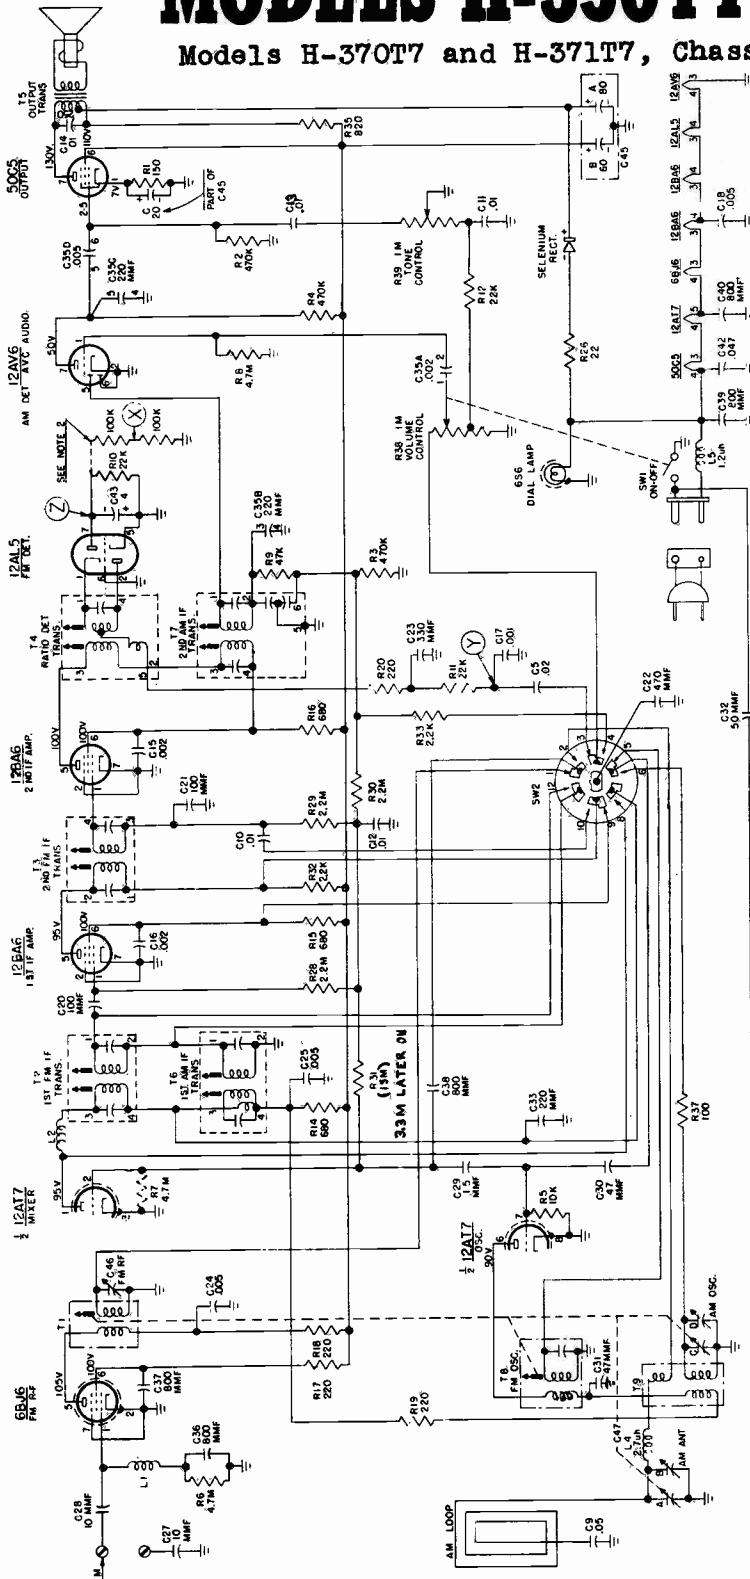 Models H-370T7 and H-371T7, Chass
T5
OUTPUT
TRANS
50C5
OUTPUT
130V.
C14
.01
110V
R35
820
A
80
B
60
C45
R1
150
7V
C
20
PART OF
C45
C35D
.005
C35C
220
MMF
R2
470K
C13
.01
R39 1M
TONE
CONTROL
C11
.01
SELENIUM
RECT.
12AV6
AM DET AVC AUDIO
50V
R4
470K
R8
4.7M
C35A
.002
R12
22K
R26
22
R38 1M
VOLUME
CONTROL
6S6
DIAL LAMP
SW1
ON-OFF
L5
1.2uh
12AV6
12AL5
12BA6
12BA6
6BJ6
12AT7
50C5
C18
.005
C40
800
MMF
C42
.047
C39
800
MMF
C32
50 MMF
SEE NOTE 2
100K
X
100K
R10
22K
Z
C43
12AL5
FM DET.
T4
RATIO DET
TRANS.
T7
2ND AM IF
TRANS.
C35B
220
MMF
R9
47K
R3
470K
12BA6
2 ND IF AMP.
100V
100V
C15
.002
R16
680
R20
220
C23
330
MMF
R11
22K
Y
C17
.001
C5
.02
R33
2.2K
C22
470
MMF
SW2
T3
2ND FM IF
TRANS
C21
100
MMF
C10
.01
R29
2.2M
R30
2.2M
C12
.01
R32
2.2K
12BA6
1 ST IF AMP.
95V
100V
C16
.002
C20
100
MMF
R15
680
R28
2.2M
T2
1ST FM IF
TRANS.
T6
1ST AM IF
TRANS
C25
.005
R14
680
R31
(15M)
3.3M LATER ON
C38
800
MMF
C33
220
MMF
R37
100
L2
½ 12AT7
MIXER
95V
R7
4.7M
C29
1.5
MMF
C30
47
MMF
R5
10K
½ 12AT7
OSC.
90V
C46
FM RF
C24
.005
R18
220
R17
220
R19
220
6BJ6
FM R-F
105V
100V
C37
800
MMF
C36
800
MMF
R6
4.7M
L1
C28
10 MMF
C27
10
MMF
T8
FM OSC.
C31
47MMF
AM OSC.
T9
C47
L4
2.7uh
AM ANT
AM LOOP
C9
.05